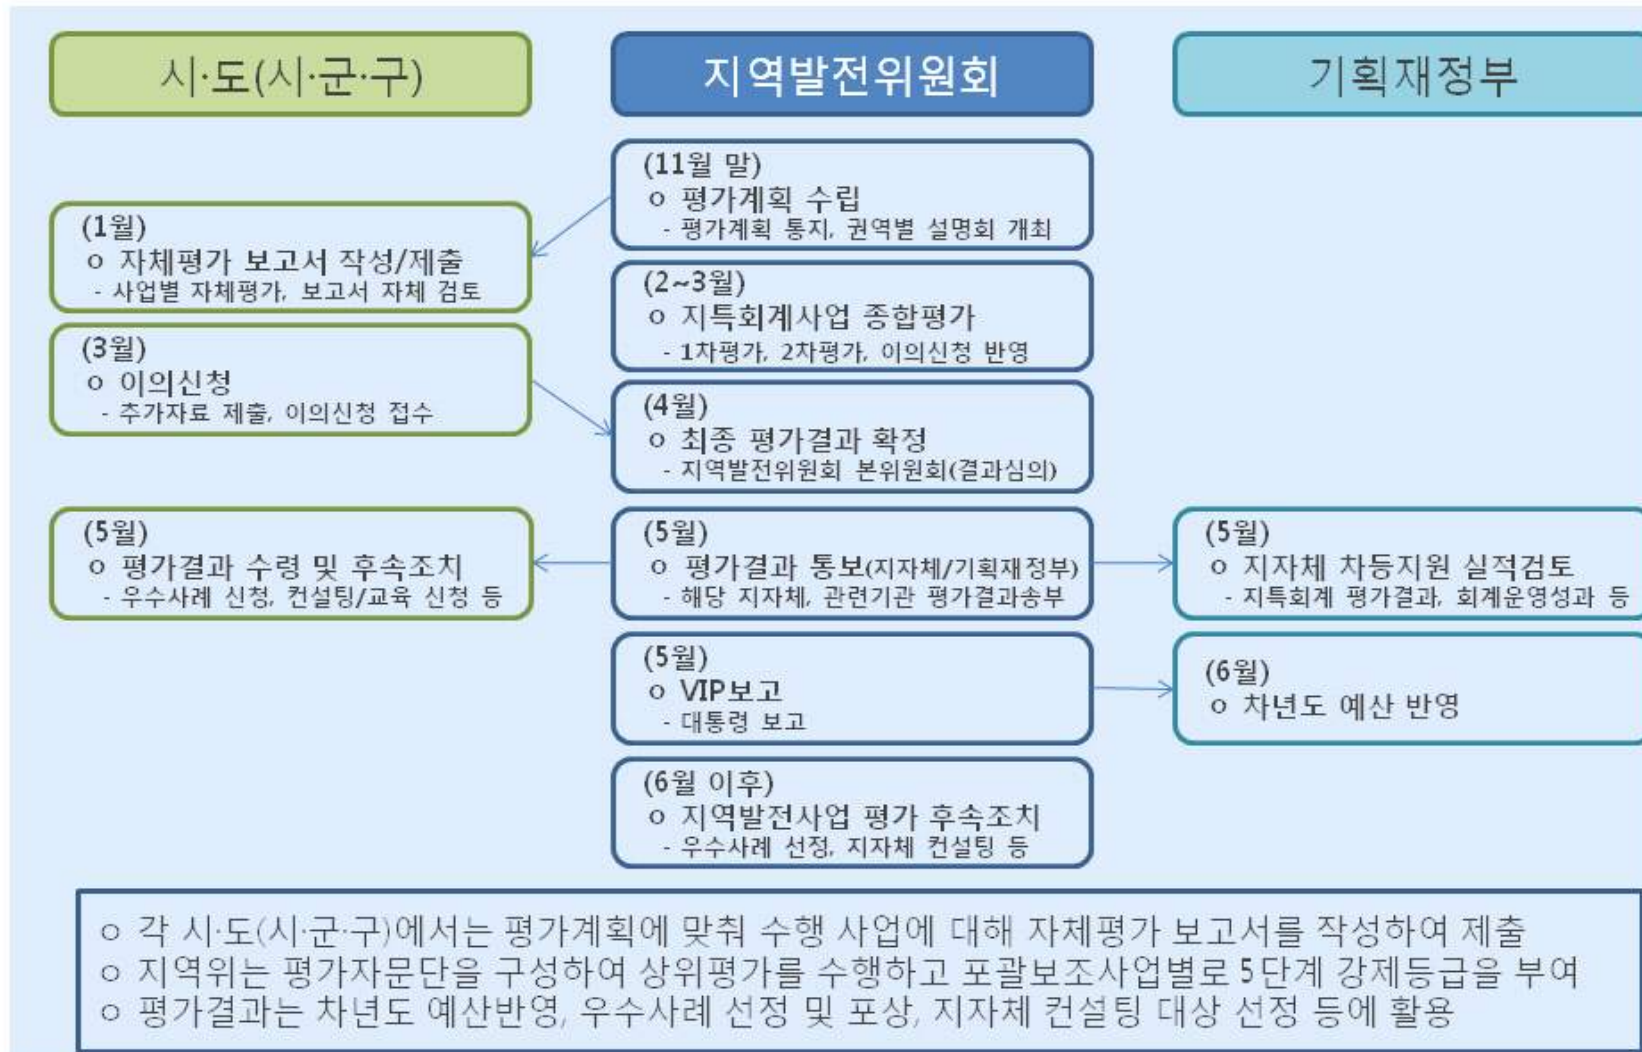 시·도(시·군·구)
지역발전위원회
기획재정부
(11월 말)
o 평가계획 수립
- 평가계획 통지, 권역별 설명회 개최
(1월)
o 자체평가 보고서 작성/제출
- 사업별 자체평가, 보고서 자체 검토
(2~3월)
o 지특회계사업 종합평가
- 1차평가, 2차평가, 이의신청 반영
(3월)
o 이의신청
- 추가자료 제출, 이의신청 접수
(4월)
o 최종 평가결과 확정
- 지역발전위원회 본위원회(결과심의)
(5월)
o 평가결과 수령 및 후속조치
- 우수사례 신청, 컨설팅/교육 신청 등
(5월)
o 평가결과 통보(지자체/기획재정부)
- 해당 지자체, 관련기관 평가결과송부
(5월)
o 지자체 차등지원 실적검토
- 지특회계 평가결과, 회계운영성과 등
(5월)
o VIP보고
- 대통령 보고
(6월)
o 차년도 예산 반영
(6월 이후)
o 지역발전사업 평가 후속조치
- 우수사례 선정, 지자체 컨설팅 등
o 각 시·도(시·군·구)에서는 평가계획에 맞춰 수행 사업에 대해 자체평가 보고서를 작성하여 제출
o 지역위는 평가자문단을 구성하여 상위평가를 수행하고 포괄보조사업별로 5단계 강제등급을 부여
o 평가결과는 차년도 예산반영, 우수사례 선정 및 포상, 지자체 컨설팅 대상 선정 등에 활용